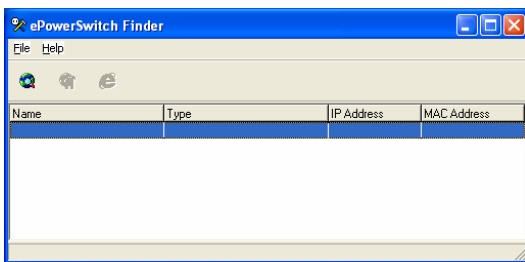 ePowerSwitch Finder
File Help
Name Type IP Address MAC Address